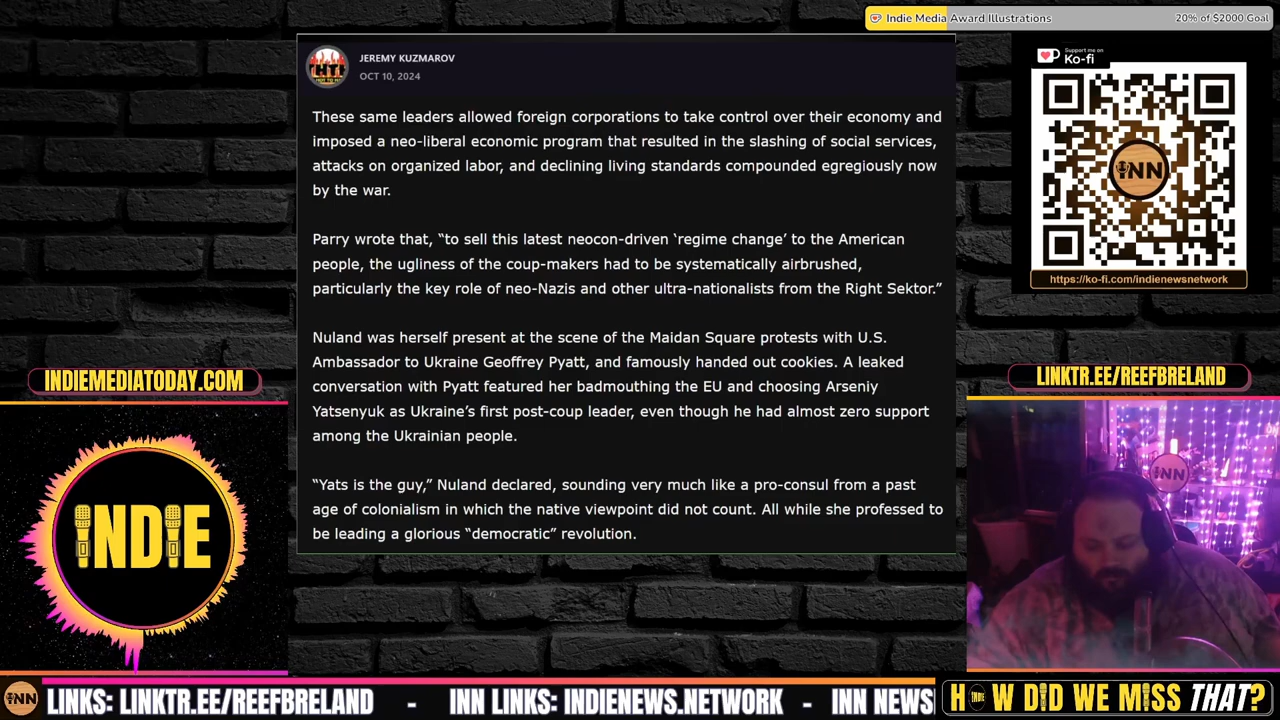 Indie Media Award Illustrations
20% of $2000 Goal
JEREMY KUZMAROV
OCT 10, 2024
These same leaders allowed foreign corporations to take control over their economy and
imposed a neo-liberal economic program that resulted in the slashing of social services,
attacks on organized labor, and declining living standards compounded egregiously now
by the war.
Parry wrote that, “to sell this latest neocon-driven ‘regime change’ to the American
people, the ugliness of the coup-makers had to be systematically airbrushed,
particularly the key role of neo-Nazis and other ultra-nationalists from the Right Sektor.”
Nuland was herself present at the scene of the Maidan Square protests with U.S.
Ambassador to Ukraine Geoffrey Pyatt, and famously handed out cookies. A leaked
conversation with Pyatt featured her badmouthing the EU and choosing Arseniy
Yatsenyuk as Ukraine’s first post-coup leader, even though he had almost zero support
among the Ukrainian people.
“Yats is the guy,” Nuland declared, sounding very much like a pro-consul from a past
age of colonialism in which the native viewpoint did not count. All while she professed to
be leading a glorious “democratic” revolution.
Support me on
Ko-fi
INN
https://ko-fi.com/indienewsnetwork
INDIEMEDIATODAY.COM
LINKTR.EE/REEFBRELAND
INDIE
INN
INN
LINKS: LINKTR.EE/REEFBRELAND - INN LINKS: INDIENEWS.NETWORK - INN NEWS
HOW DID WE MISS THAT?